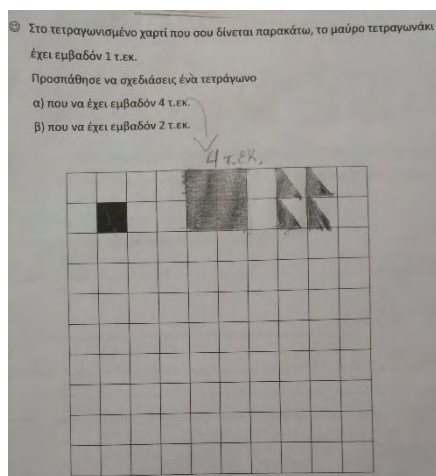 ☺ Στο τετραγωνισμένο χαρτί που σου δίνεται παρακάτω, το μαύρο τετραγωνάκι
έχει εμβαδόν 1 τ.εκ.
Προσπάθησε να σχεδιάσεις ένα τετράγωνο
α) που να έχει εμβαδόν 4 τ.εκ.
β) που να έχει εμβαδόν 2 τ.εκ.
4 τ.εκ.